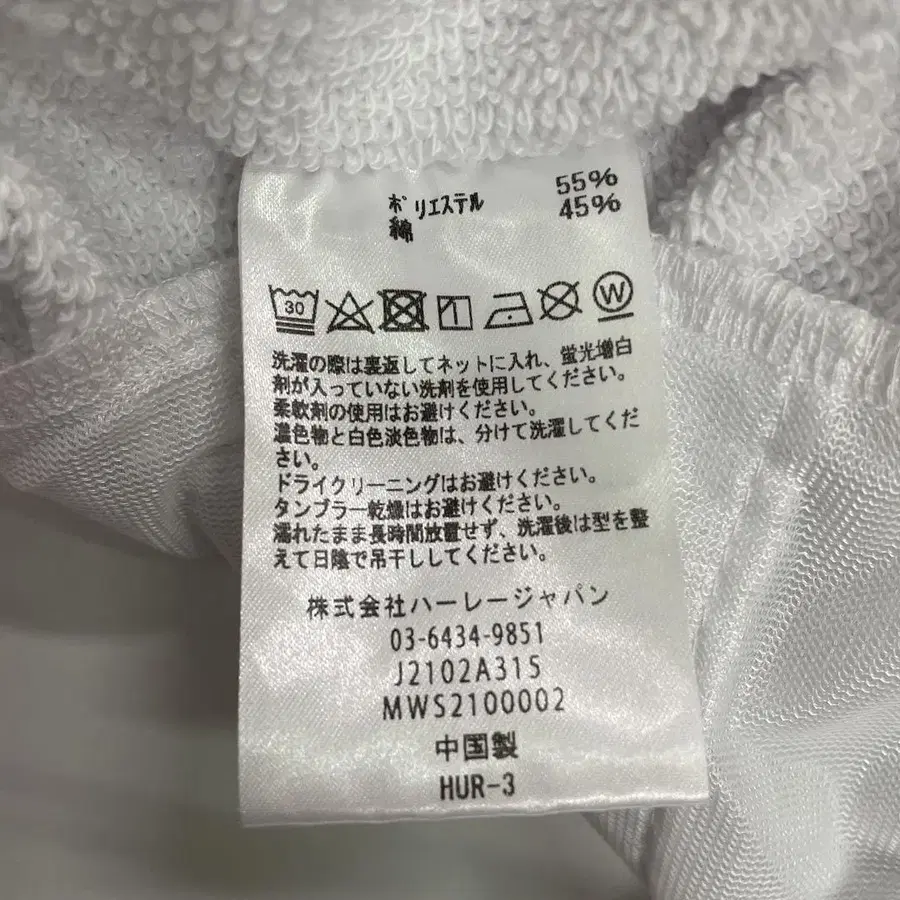 ポリエステル 55%
綿 45%
30 W
洗濯の際は裏返してネットに入れ、蛍光増白
剤が入っていない洗剤を使用してください。
柔軟剤の使用はお避けください。
濃色物と白色淡色物は、分けて洗濯してくだ
さい。
ドライクリーニングはお避けください。
タンブラー乾燥はお避けください。
濡れたまま長時間放置せず、洗濯後は型を整
えて日陰で吊干ししてください。
株式会社ハーレージャパン
03-6434-9851
J2102A315
MWS2100002
中国製
HUR-3